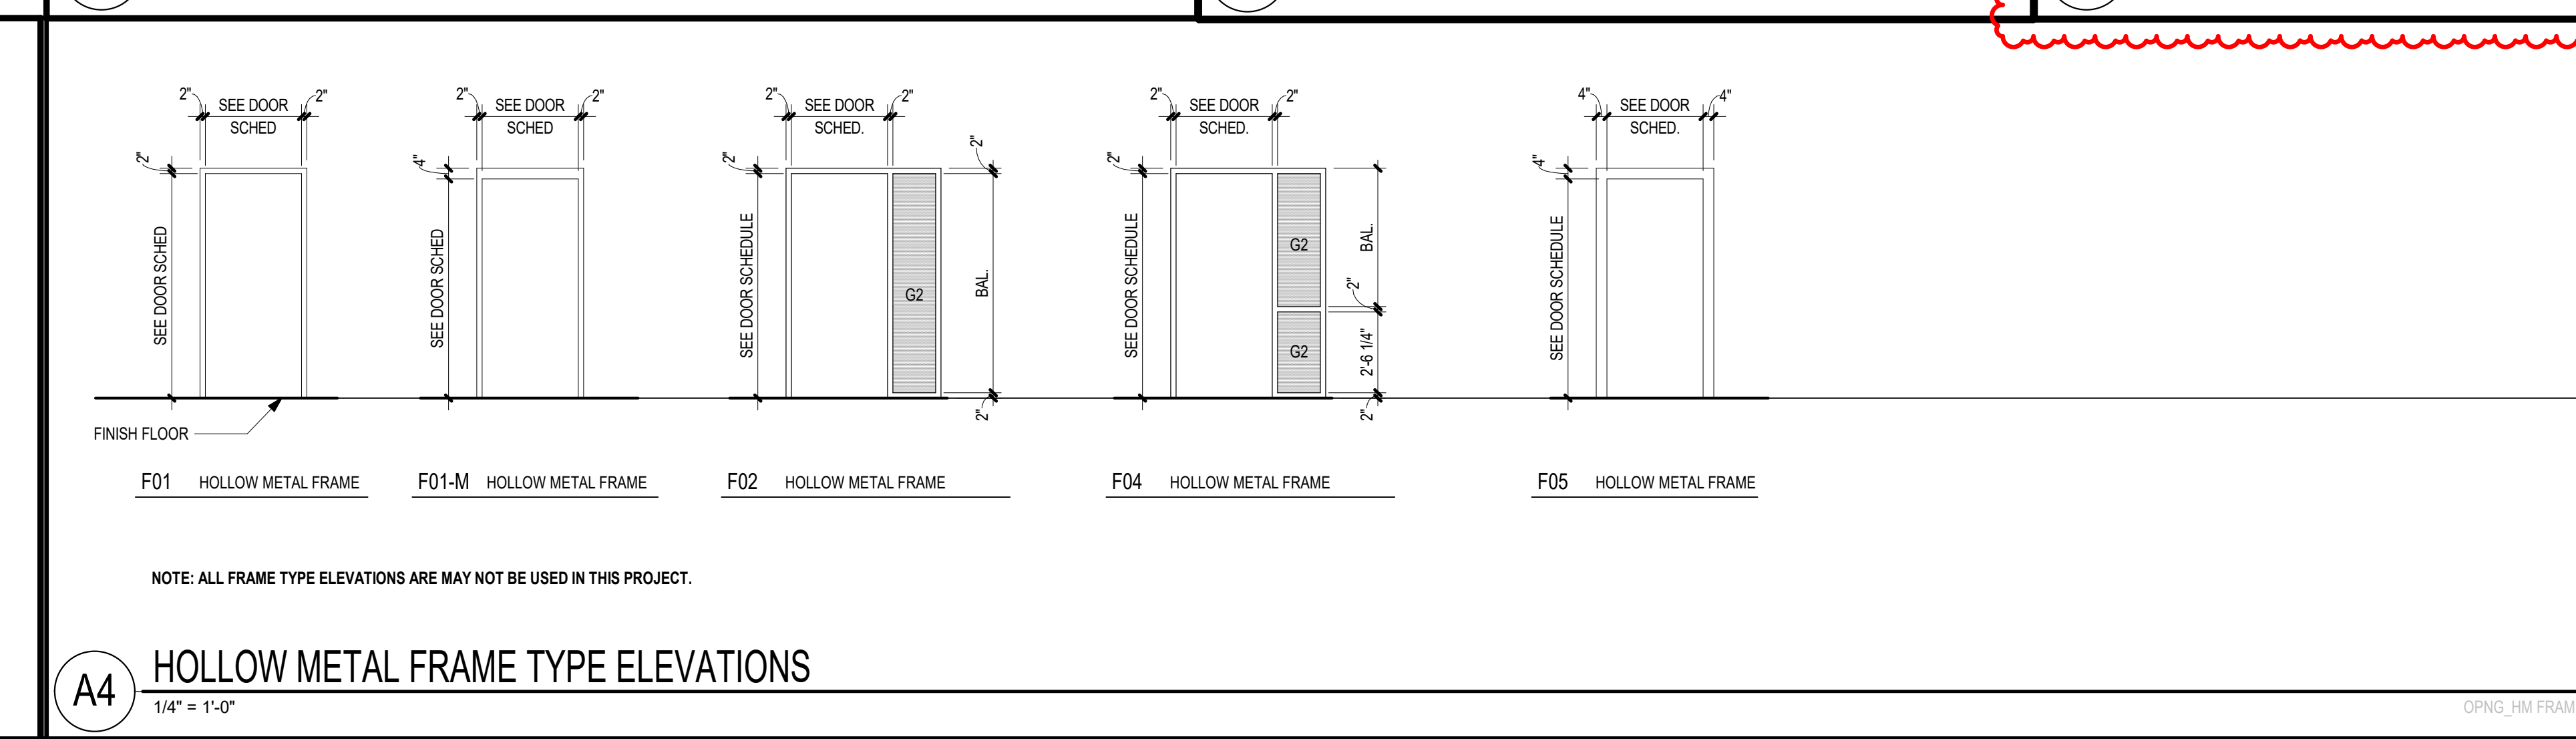 2"
SEE DOOR
SCHED
2"
2"
SEE DOOR SCHED
FINISH FLOOR
F01 HOLLOW METAL FRAME
2"
SEE DOOR
SCHED
2"
4"
SEE DOOR SCHED
F01-M HOLLOW METAL FRAME
2"
SEE DOOR
SCHED.
2"
2"
SEE DOOR SCHEDULE
G2
2"
BAL.
2"
F02 HOLLOW METAL FRAME
2"
SEE DOOR
SCHED.
2"
2"
SEE DOOR SCHEDULE
G2
G2
BAL.
2"
2'-6 1/4"
2"
F04 HOLLOW METAL FRAME
4"
SEE DOOR
SCHED.
4"
4"
SEE DOOR SCHEDULE
F05 HOLLOW METAL FRAME
NOTE: ALL FRAME TYPE ELEVATIONS ARE MAY NOT BE USED IN THIS PROJECT.
A4 HOLLOW METAL FRAME TYPE ELEVATIONS
1/4" = 1'-0"
OPNG_HM FRAM